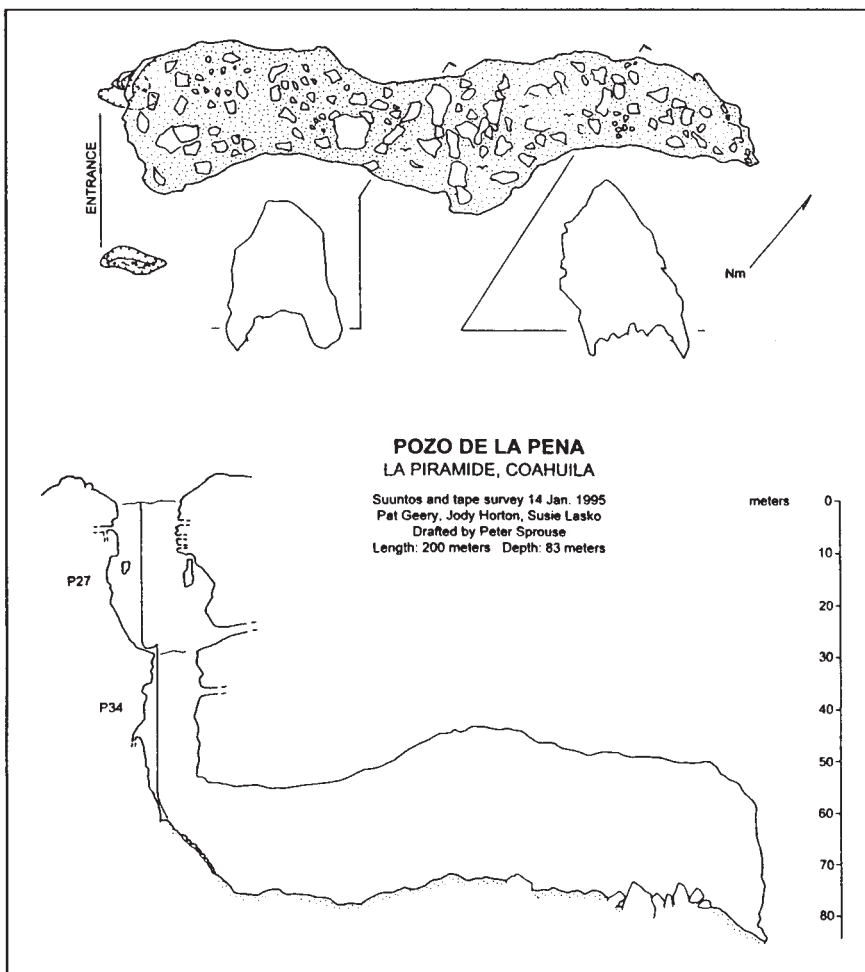 ENTRANCE
Nm
POZO DE LA PENA
LA PIRAMIDE, COAHUILA
Suuntos and tape survey 14 Jan. 1995
Pat Geery, Jody Horton, Susie Lasko
Drafted by Peter Sprouse
Length: 200 meters Depth: 83 meters
meters
0
10
20
30
40
50
60
70
80
P27
P34